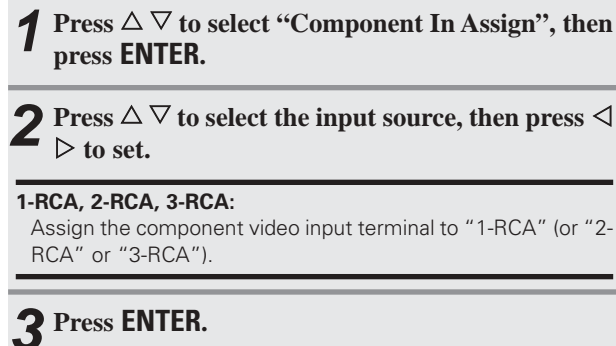 1 Press △ ▽ to select “Component In Assign”, then
press ENTER.
2 Press △ ▽ to select the input source, then press ◁
▷ to set.
1-RCA, 2-RCA, 3-RCA:
Assign the component video input terminal to “1-RCA” (or “2-
RCA” or “3-RCA”).
3 Press ENTER.